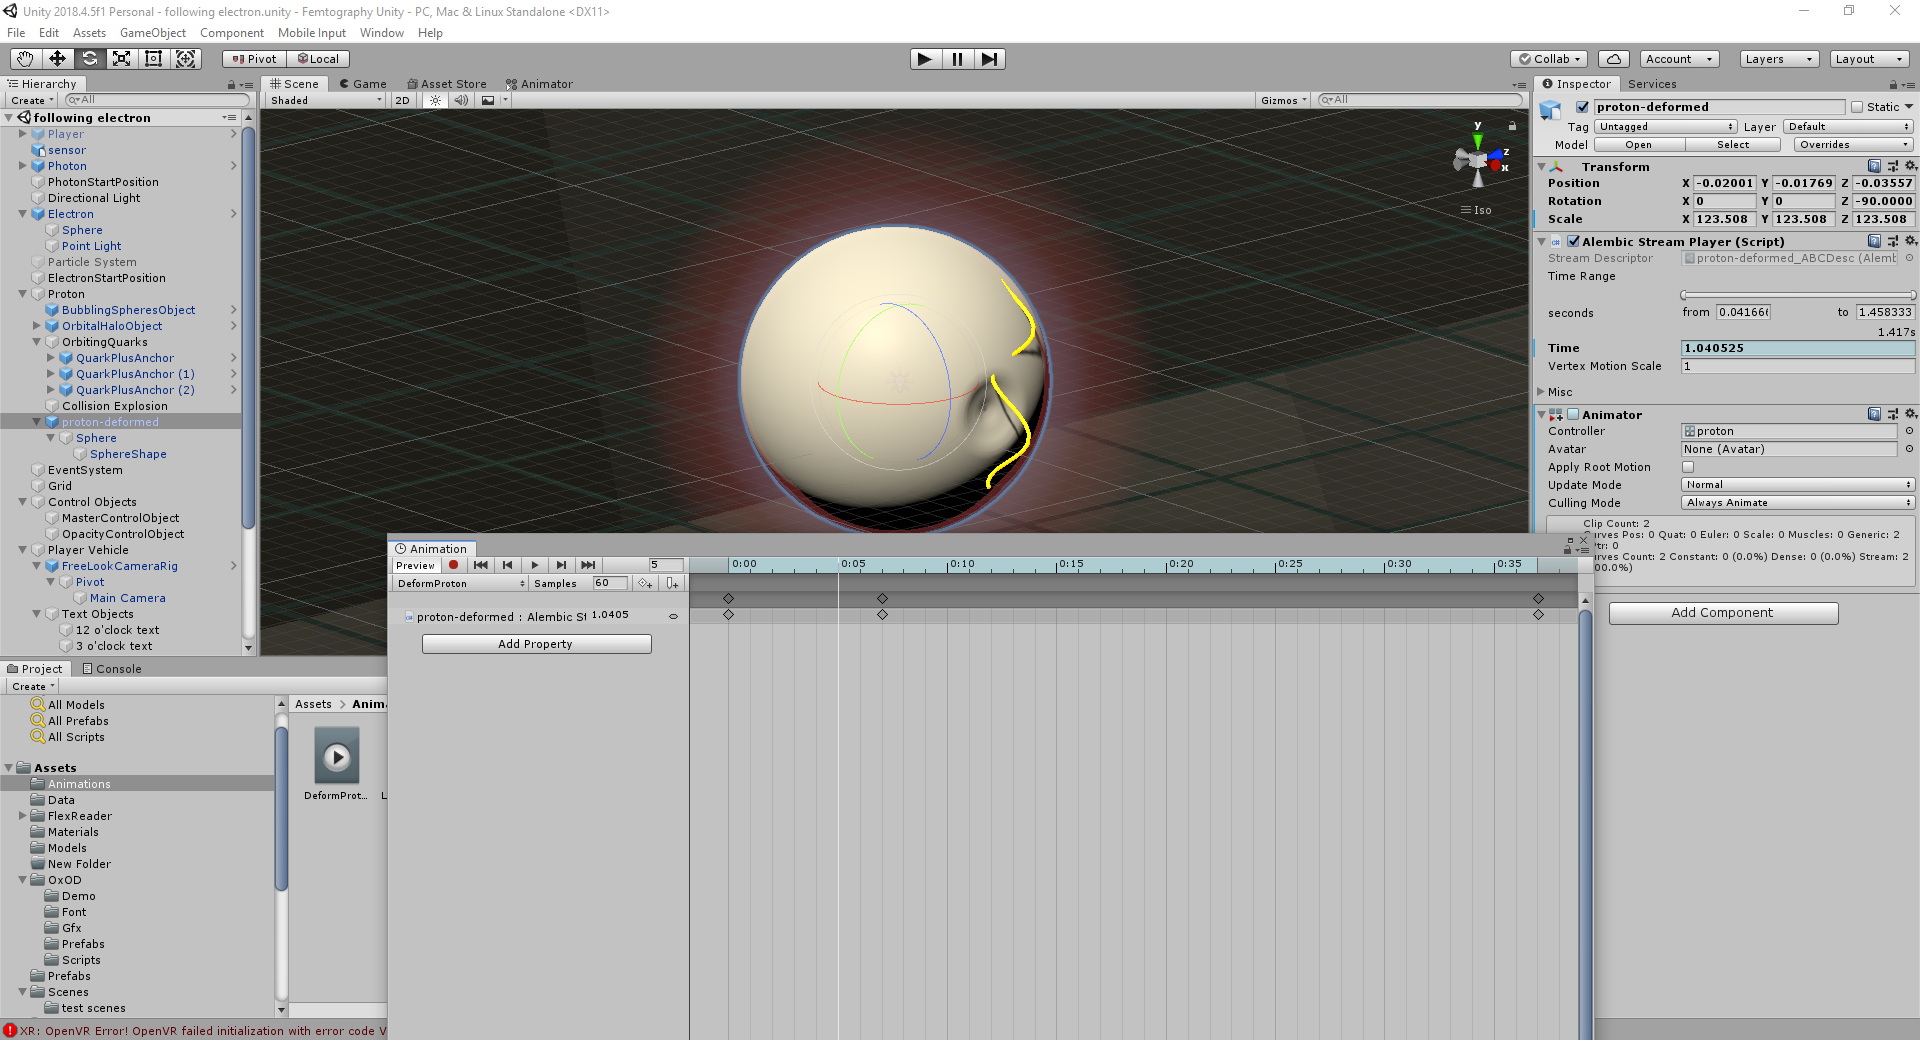 Unity 2018.4.5f1 Personal - following electron.unity - Femtography Unity - PC, Mac & Linux Standalone <DX11>
File Edit Assets GameObject Component Mobile Input Window Help
Pivot Local Collab Account Layers Layout
Hierarchy
Create All
following electron
Player
sensor
Photon
PhotonStartPosition
Directional Light
Electron
Sphere
Point Light
Particle System
ElectronStartPosition
Proton
BubblingSpheresObject
OrbitalHaloObject
OrbitingQuarks
QuarkPlusAnchor
QuarkPlusAnchor (1)
QuarkPlusAnchor (2)
Collision Explosion
proton-deformed
Sphere
SphereShape
EventSystem
Grid
Control Objects
MasterControlObject
OpacityControlObject
Player Vehicle
FreeLookCameraRig
Pivot
Main Camera
Text Objects
12 o'clock text
3 o'clock text
Scene Game Asset Store Animator
Shaded 2D Gizmos All
y
z
x
Iso
Inspector Services
proton-deformed Static
Tag Untagged Layer Default
Model Open Select Overrides
Transform
Position X -0.02001 Y -0.01769 Z -0.03557
Rotation X 0 Y 0 Z -90.0000
Scale X 123.508 Y 123.508 Z 123.508
Alembic Stream Player (Script)
Stream Descriptor proton-deformed_ABCDesc (Alemb
Time Range
seconds from 0.04166 to 1.458333
1.417s
Time 1.040525
Vertex Motion Scale 1
Misc
Animator
Controller proton
Avatar None (Avatar)
Apply Root Motion
Update Mode Normal
Culling Mode Always Animate
Clip Count: 2
Curves Pos: 0 Quat: 0 Euler: 0 Scale: 0 Muscles: 0 Generic: 2
Ptr: 0
urves Count: 2 Constant: 0 (0.0%) Dense: 0 (0.0%) Stream: 2
00.0%)
Add Component
Animation
Preview 5 0:00 0:05 0:10 0:15 0:20 0:25 0:30 0:35
DeformProton Samples 60
proton-deformed : Alembic St 1.0405
Add Property
Project Console
Create
All Models
All Prefabs
All Scripts
Assets
Animations
Data
FlexReader
Materials
Models
New Folder
OxOD
Demo
Font
Gfx
Prefabs
Scripts
Prefabs
Scenes
test scenes
Assets > Anima
DeformProt... L
XR: OpenVR Error! OpenVR failed initialization with error code V